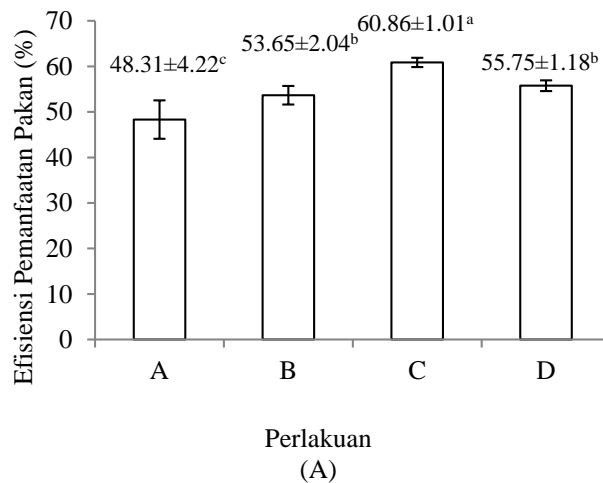 Efisiensi Pemanfaatan Pakan (%)
70
60
50
40
30
20
10
0
48.31±4.22ᶜ
53.65±2.04ᵇ
60.86±1.01ᵃ
55.75±1.18ᵇ
A B C D
Perlakuan
(A)